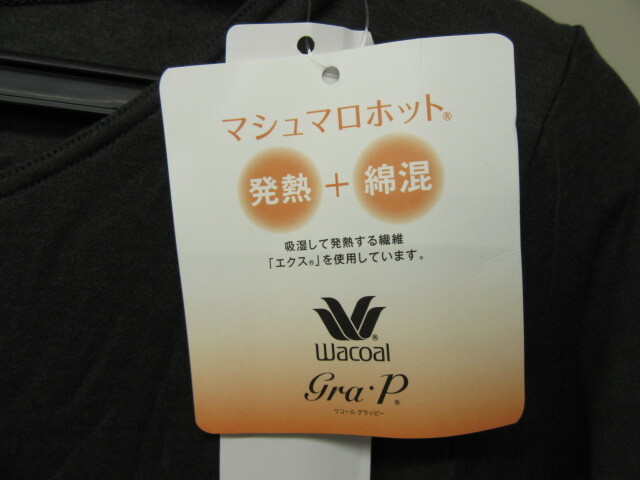 マシュマロホット®
発熱 + 綿混
吸湿して発熱する繊維
「エクス®」を使用しています。
Wacoal®
Gra・P®
ワコール グラッピー